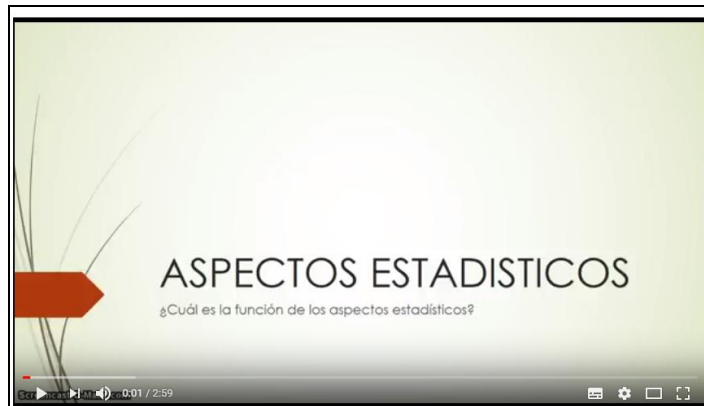 ASPECTOS ESTADISTICOS
¿Cuál es la función de los aspectos estadísticos?
0:01 / 2:59